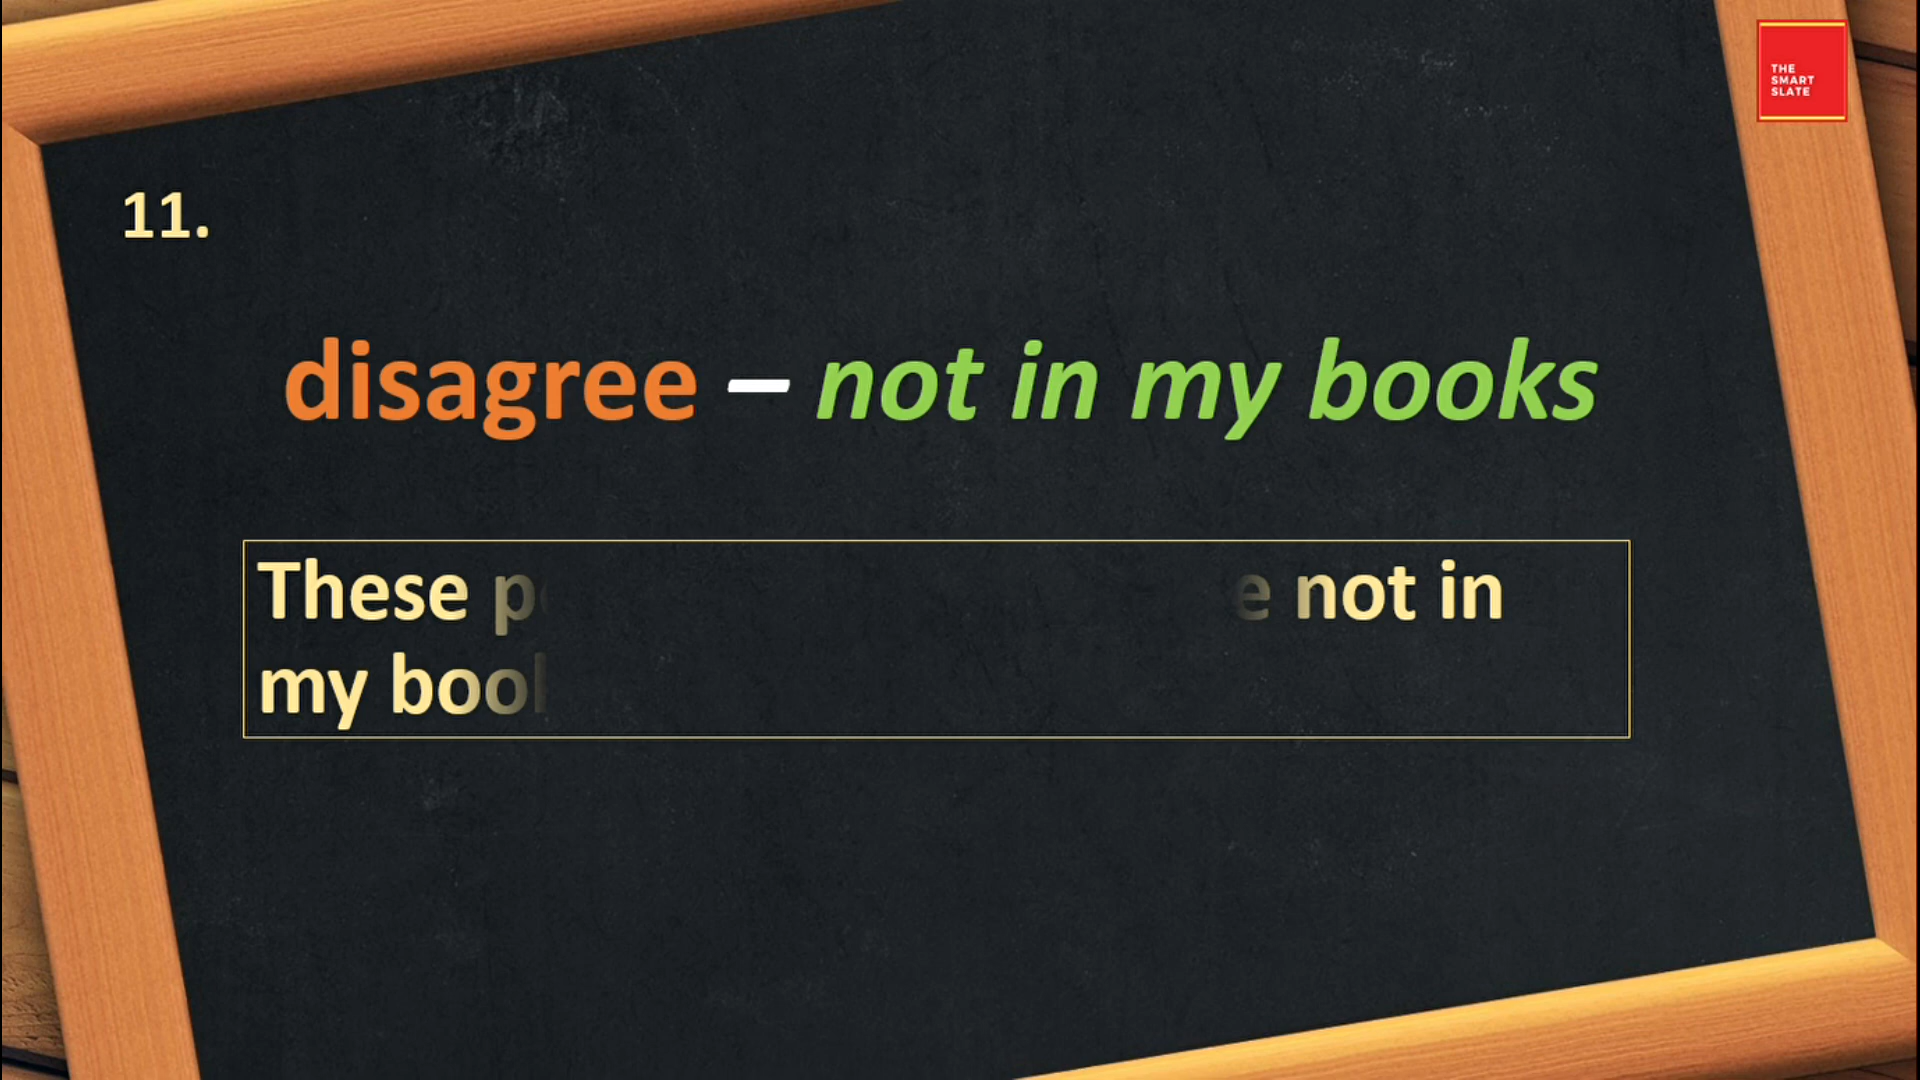 THE
SMART
SLATE
11.
disagree – not in my books
These not in
my